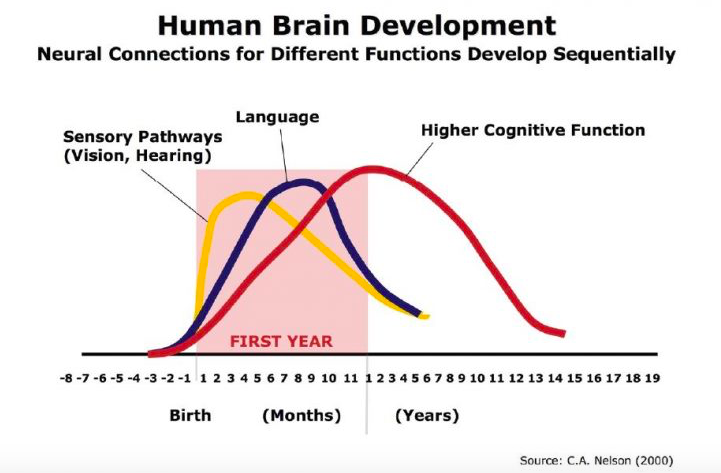 Human Brain Development
Neural Connections for Different Functions Develop Sequentially
Language
Sensory Pathways
(Vision, Hearing)
Higher Cognitive Function
FIRST YEAR
-8 -7 -6 -5 -4 -3 -2 -1 1 2 3 4 5 6 7 8 9 10 11 1 2 3 4 5 6 7 8 9 10 11 12 13 14 15 16 17 18 19
Birth (Months) (Years)
Source: C.A. Nelson (2000)